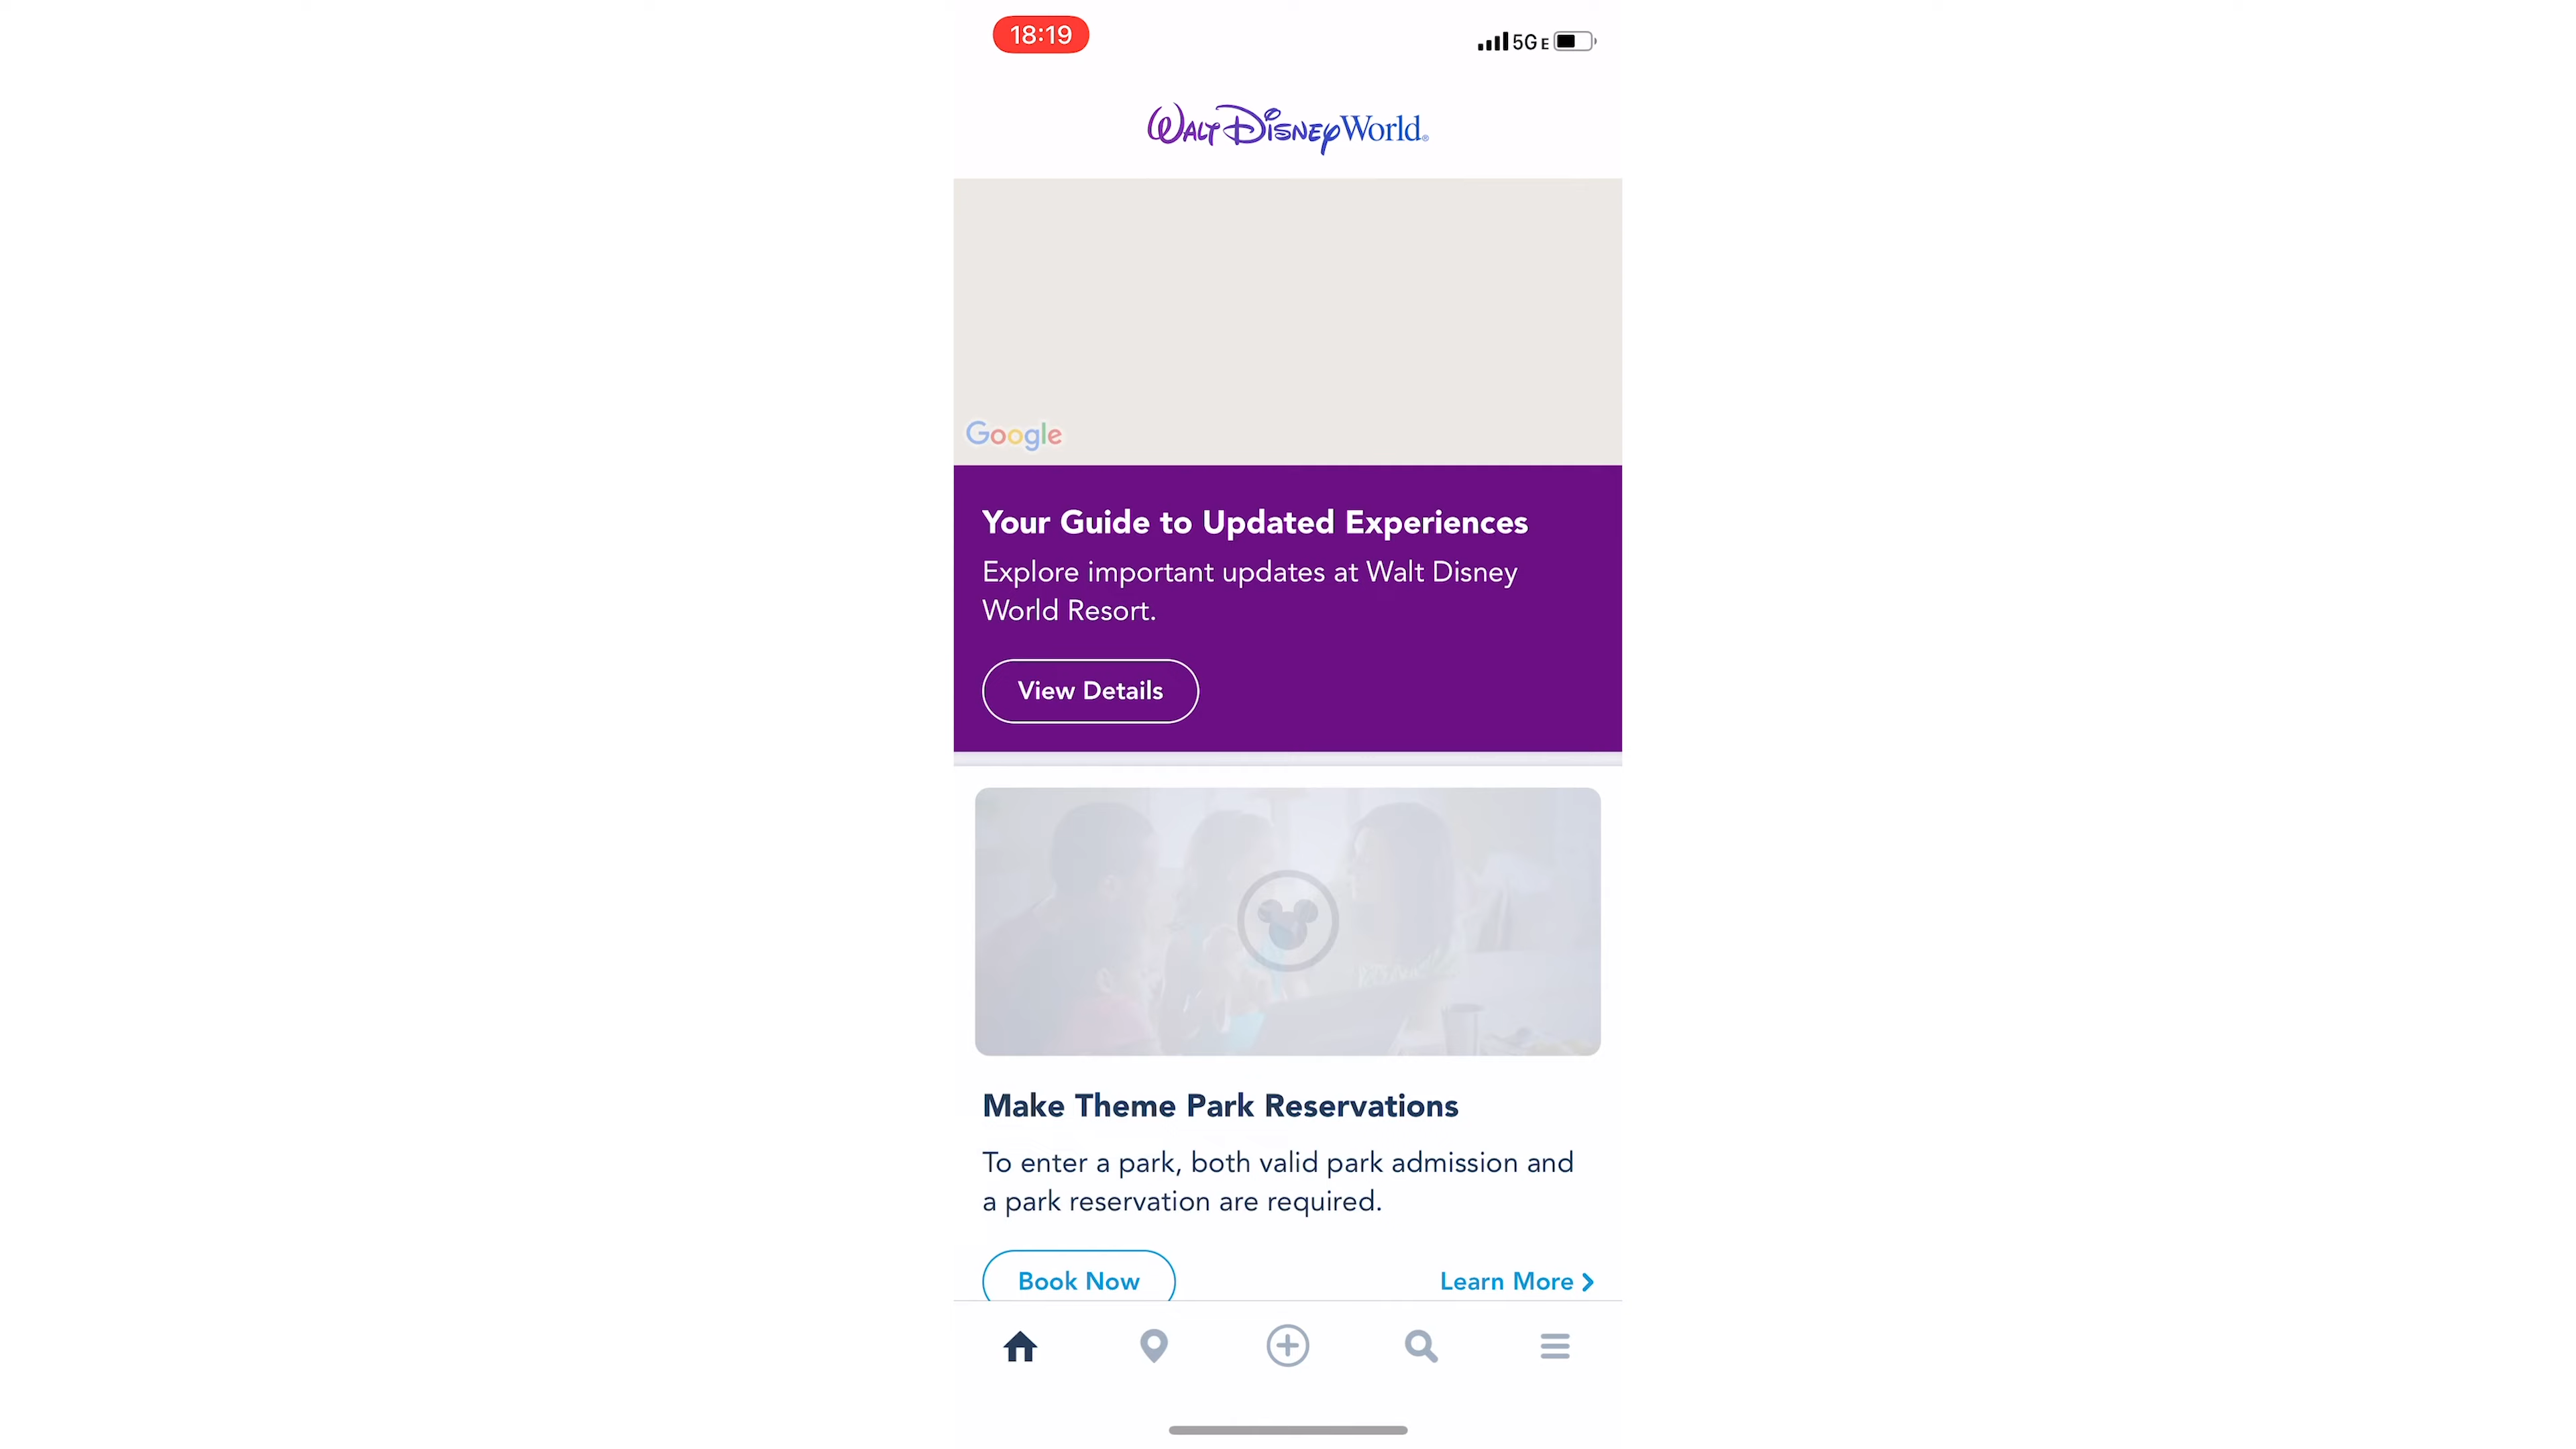 18:19
5GE
Walt Disney World
Google
Your Guide to Updated Experiences
Explore important updates at Walt Disney
World Resort.
View Details
Make Theme Park Reservations
To enter a park, both valid park admission and
a park reservation are required.
Book Now
Learn More